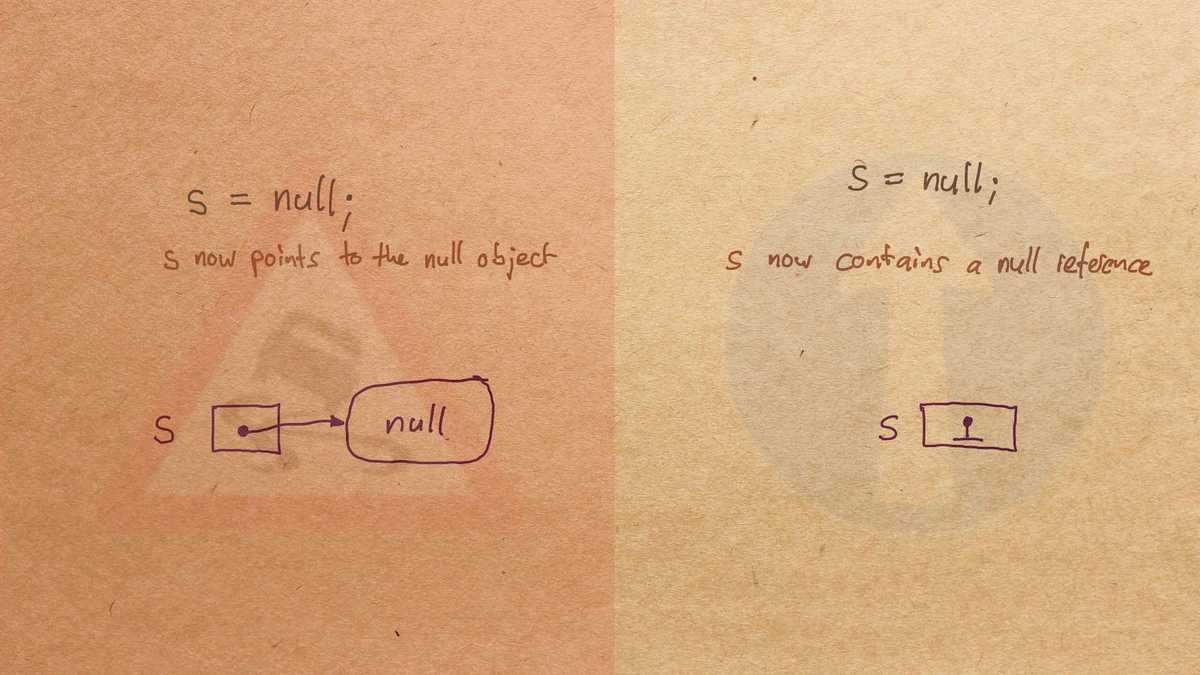 s = null;
s now points to the null object
s
null
s = null;
s now contains a null reference
s